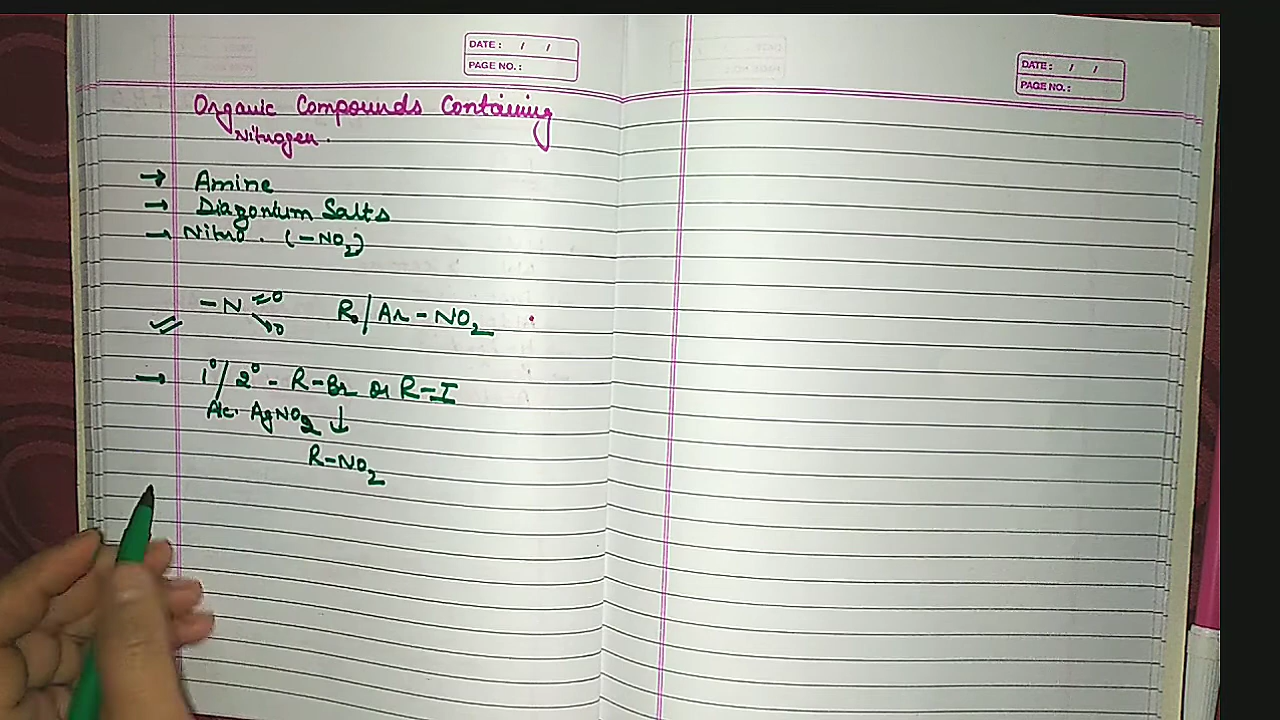 DATE: / /
PAGE NO.:
DATE: / /
PAGE NO.:
Organic Compounds Containing
Nitrogen.
→ Amine
→ Diazonium Salts
→ Nitro. (-NO2)
-N =O R/Ar-NO2
→O
→ 1°/2° - R-Br or R-I
Alc. AgNO2 ↓
R-NO2